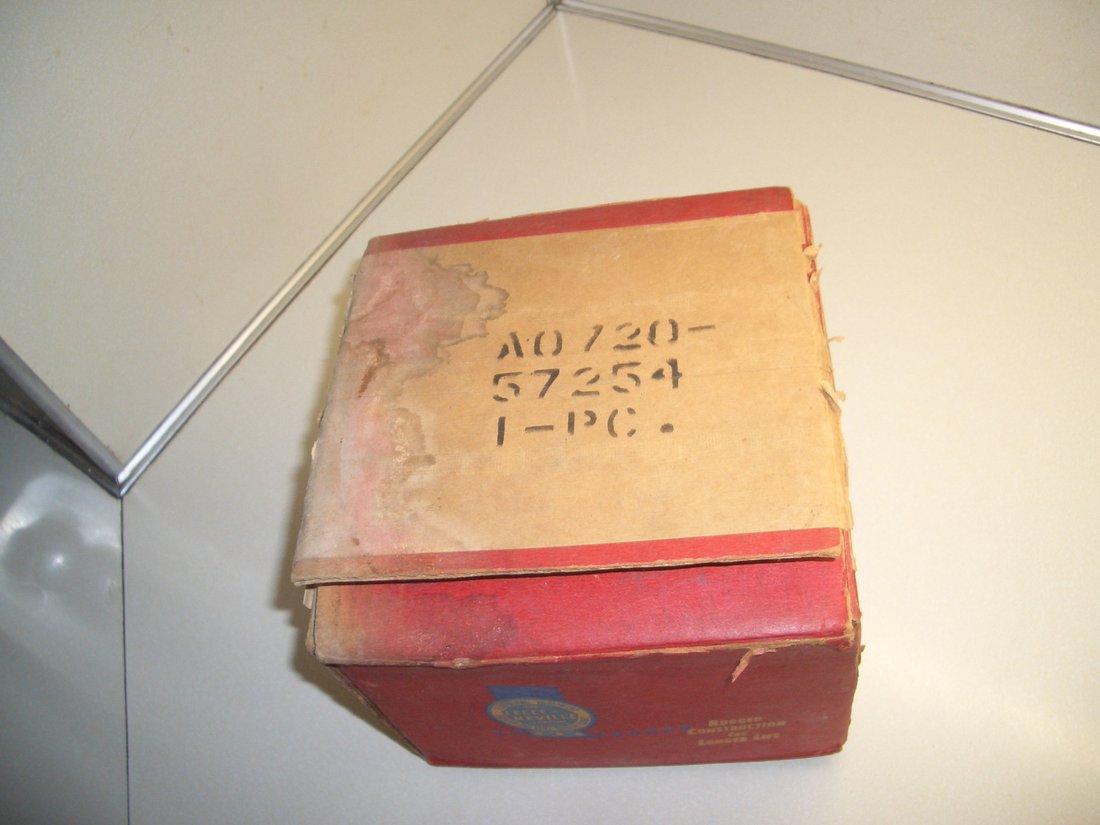 A0720-
57254
1-PC.
RUGGED
CONSTRUCTION
FOR
LONGER LIFE